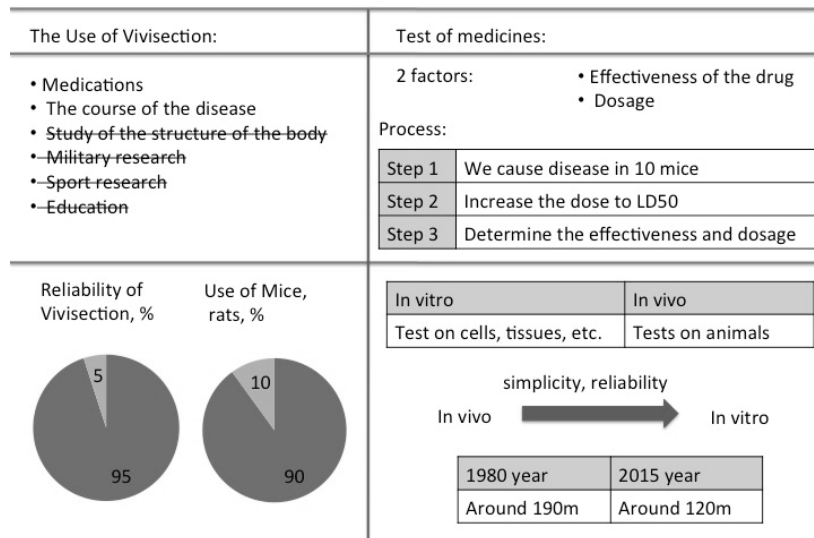 The Use of Vivisection:
• Medications
• The course of the disease
• Study of the structure of the body
• Military research
• Sport research
• Education
Test of medicines:
2 factors:
• Effectiveness of the drug
• Dosage
Process:
Step 1 We cause disease in 10 mice
Step 2 Increase the dose to LD50
Step 3 Determine the effectiveness and dosage
Reliability of
Vivisection, %
5
95
Use of Mice,
rats, %
10
90
In vitro In vivo
Test on cells, tissues, etc. Tests on animals
simplicity, reliability
In vivo In vitro
1980 year 2015 year
Around 190m Around 120m